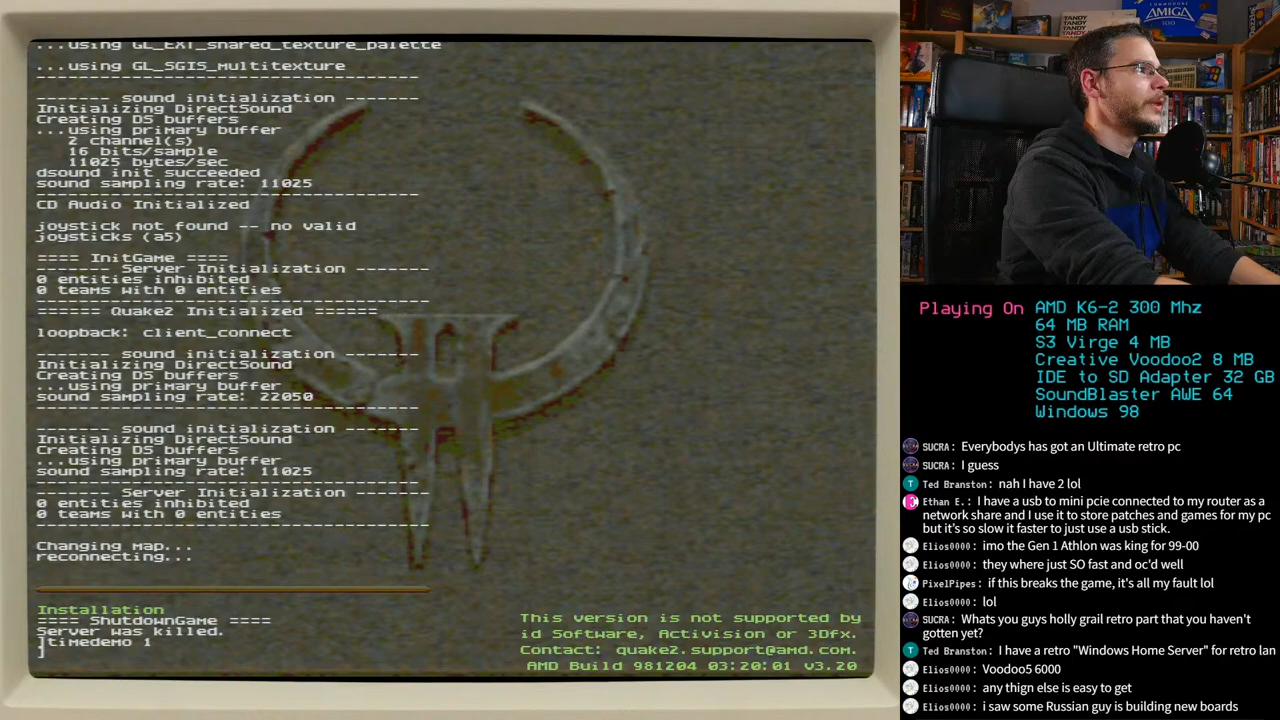 ...using GL_EXT_shared_texture_palette
...using GL_SGIS_multitexture
------- sound initialization -------
Initializing DirectSound
Creating DS buffers
...using primary buffer
2 channel(s)
16 bits/sample
11025 bytes/sec
dsound init succeeded
sound sampling rate: 11025
CD Audio Initialized
joystick not found -- no valid
joysticks (a5)
==== InitGame ====
------- Server Initialization -------
0 entities inhibited
0 teams with 0 entities
====== Quake2 Initialized ======
loopback: client_connect
------- sound initialization -------
Initializing DirectSound
Creating DS buffers
...using primary buffer
sound sampling rate: 22050
------- sound initialization -------
Initializing DirectSound
Creating DS buffers
...using primary buffer
sound sampling rate: 11025
------- Server Initialization -------
0 entities inhibited
0 teams with 0 entities
Changing map...
reconnecting...
Installation
==== ShutdownGame ====
Server was killed.
]timedemo 1
]
This version is not supported by
id Software, Activision or 3Dfx.
Contact: quake2.support@amd.com.
AMD Build 981204 03:20:01 v3.20
COMMODORE
AMIGA
TANDY
TANDY
Playing On AMD K6-2 300 Mhz
64 MB RAM
S3 Virge 4 MB
Creative Voodoo2 8 MB
IDE to SD Adapter 32 GB
SoundBlaster AWE 64
Windows 98
SUCRA: Everybodys has got an Ultimate retro pc
SUCRA: I guess
T Ted Branston: nah I have 2 lol
Ethan E.: I have a usb to mini pcie connected to my router as a
network share and I use it to store patches and games for my pc
but it's so slow it faster to just use a usb stick.
Elios0000: imo the Gen 1 Athlon was king for 99-00
Elios0000: they where just SO fast and oc'd well
PixelPipes: if this breaks the game, it's all my fault lol
Elios0000: lol
SUCRA: Whats you guys holly grail retro part that you haven't
gotten yet?
T Ted Branston: I have a retro "Windows Home Server" for retro lan
Elios0000: Voodoo5 6000
Elios0000: any thign else is easy to get
Elios0000: i saw some Russian guy is building new boards